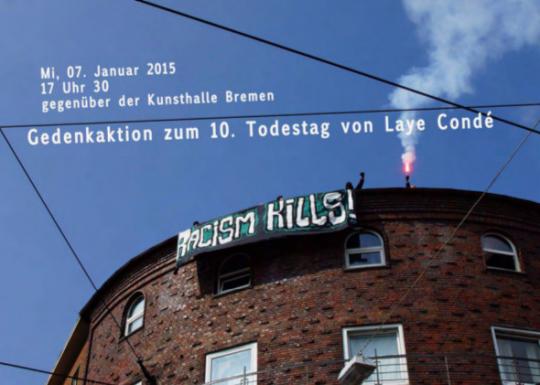 Mi, 07. Januar 2015
17 Uhr 30
gegenüber der Kunsthalle Bremen
Gedenkaktion zum 10. Todestag von Laye Condé
RACISM KILLS!